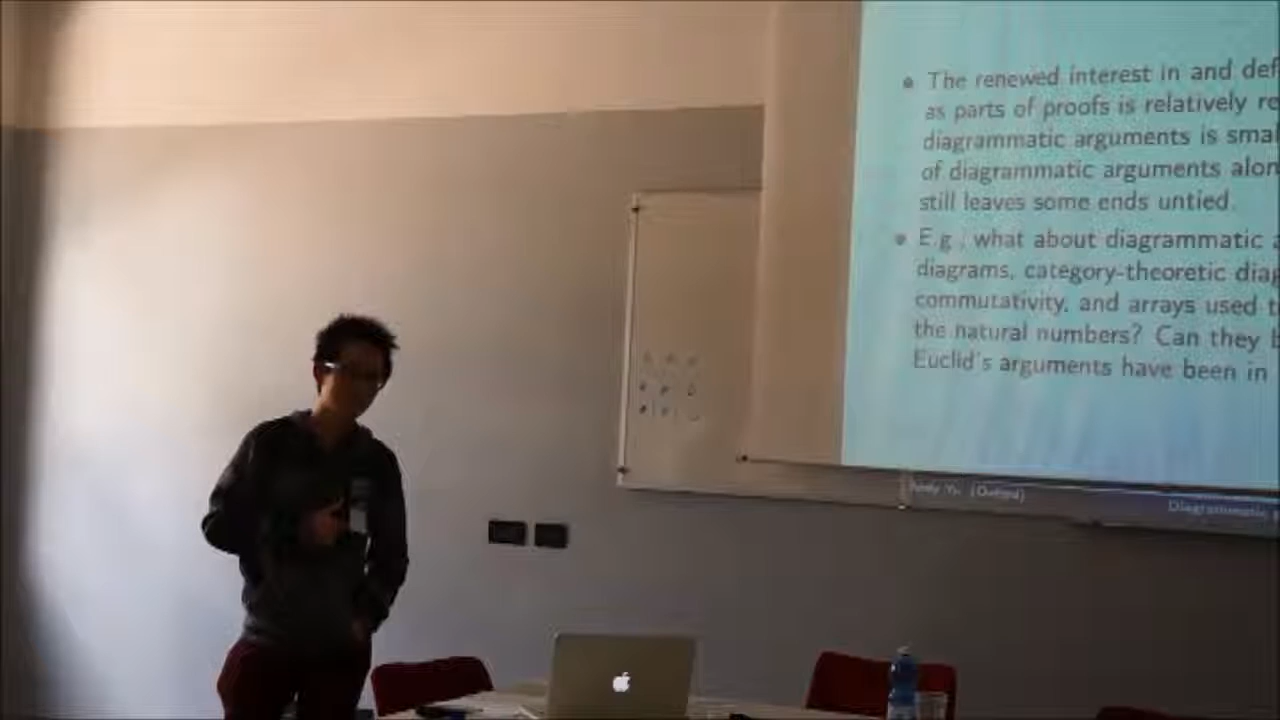 • The renewed interest in and def
as parts of proofs is relatively re
diagrammatic arguments is smal
of diagrammatic arguments alon
still leaves some ends untied.
• E.g., what about diagrammatic a
diagrams, category-theoretic diag
commutativity, and arrays used t
the natural numbers? Can they b
Euclid's arguments have been in
Andy Yu (Oxford)
Diagrammatic